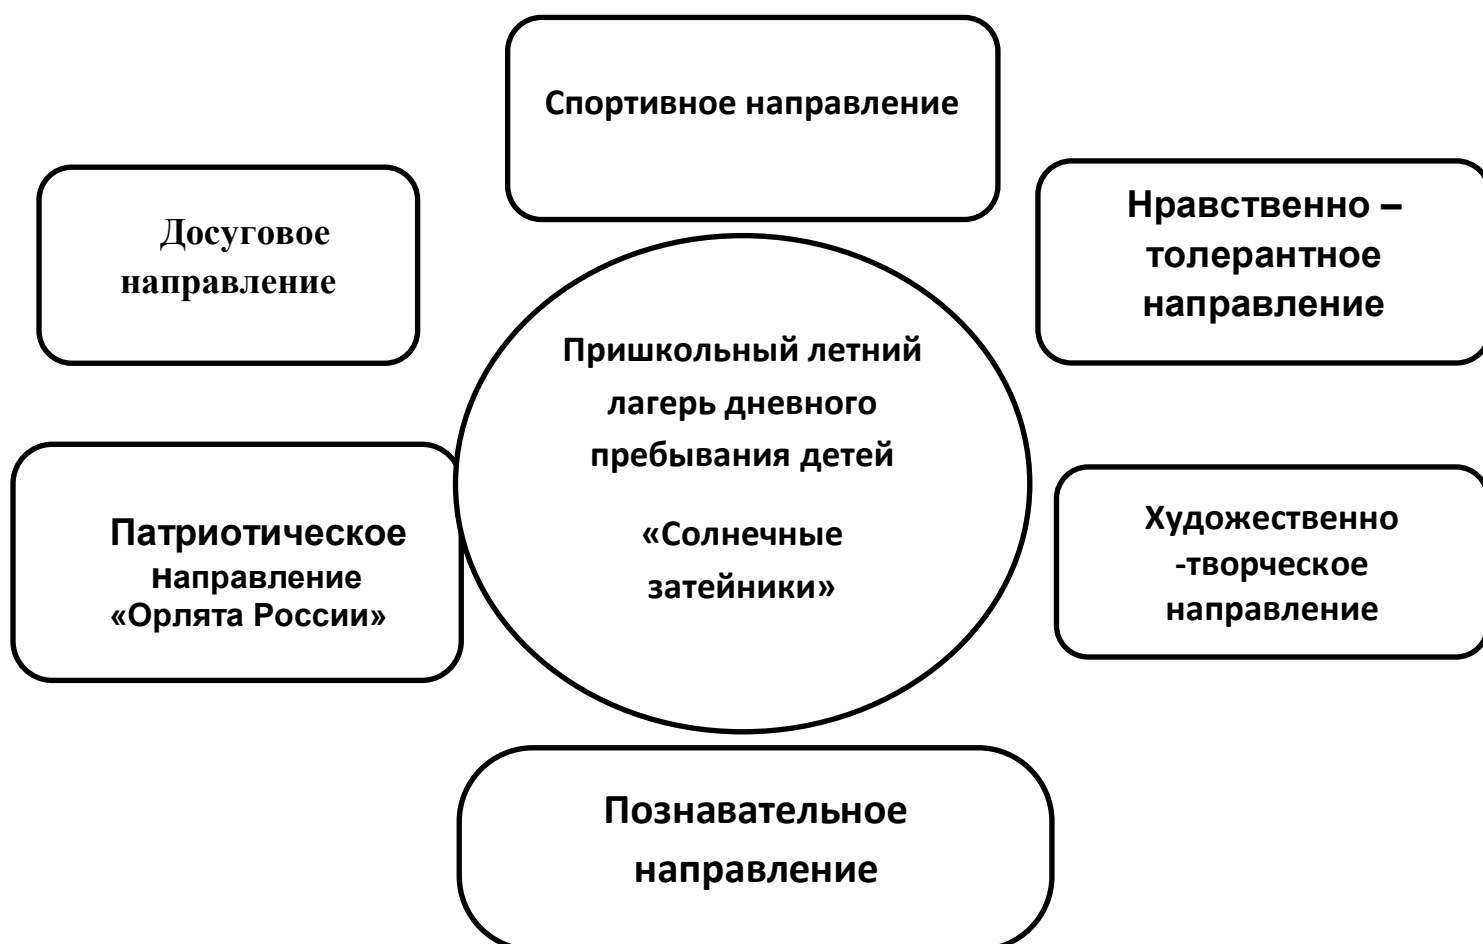 Спортивное направление
Досуговое
направление
Нравственно –
толерантное
направление
Пришкольный летний
лагерь дневного
пребывания детей
«Солнечные
затейники»
Патриотическое
направление
«Орлята России»
Художественно
-творческое
направление
Познавательное
направление